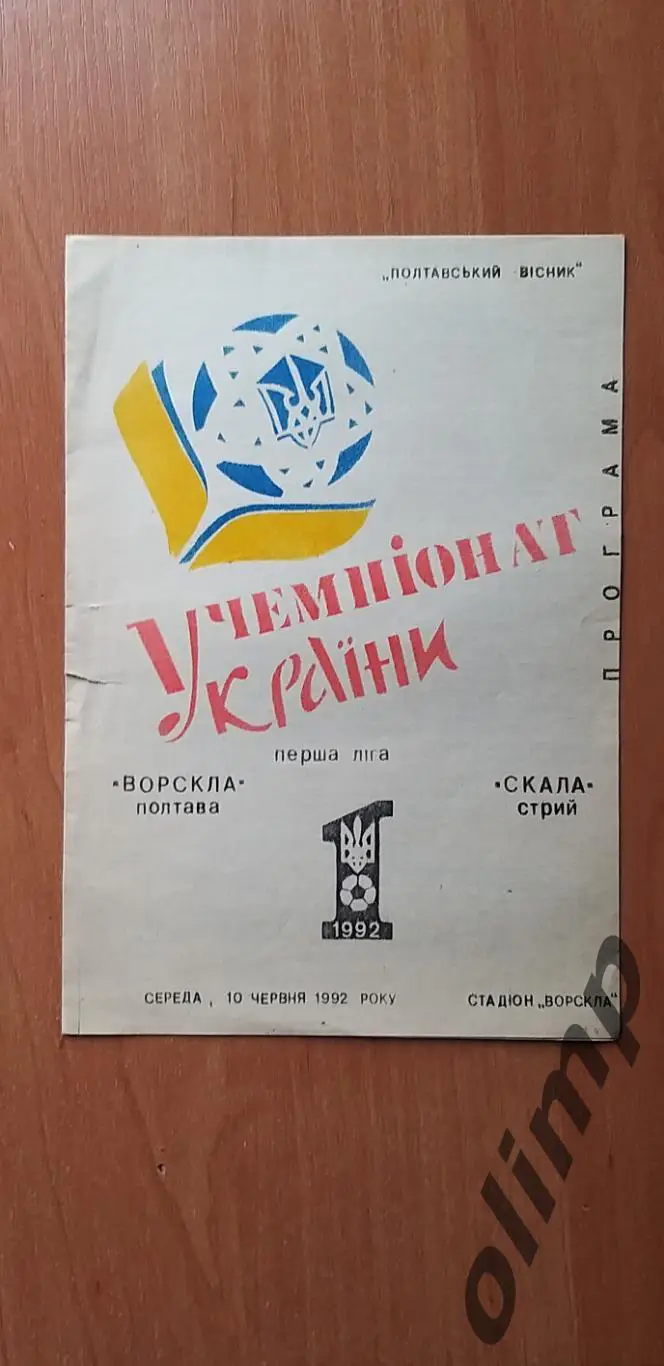 „ПОЛТАВСЬКИЙ ВІСНИК"
ПРОГРАМА
ЧЕМПІОНАТ
УКРАЇНИ
перша ліга
"ВОРСКЛА"
полтава
"СКАЛА"
стрий
1
1992
СЕРЕДА, 10 ЧЕРВНЯ 1992 РОКУ
СТАДІОН „ВОРСКЛА"
olimp